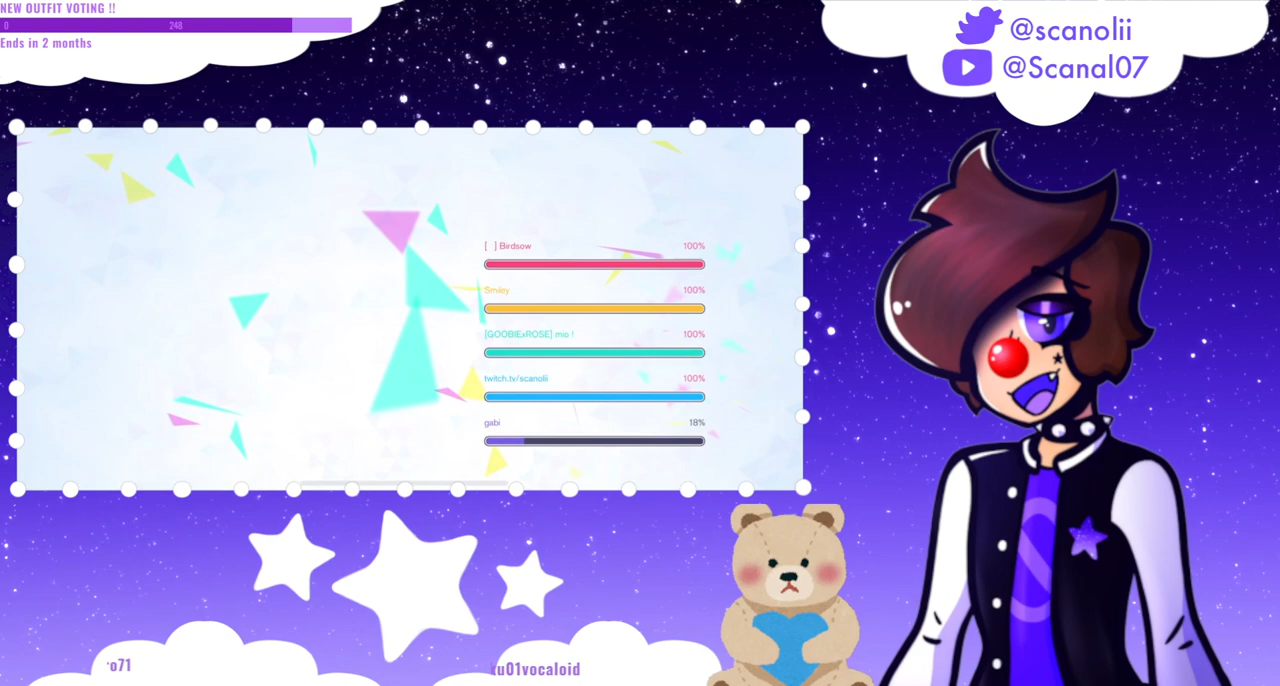 NEW OUTFIT VOTING !!
0 248
Ends in 2 months
@scanolii
@Scanal07
[ ] Birdsow 100%
Smiley 100%
[GOOBIExROSE] mio ! 100%
twitch.tv/scanolii 100%
gabi 18%
o71
u01vocaloid